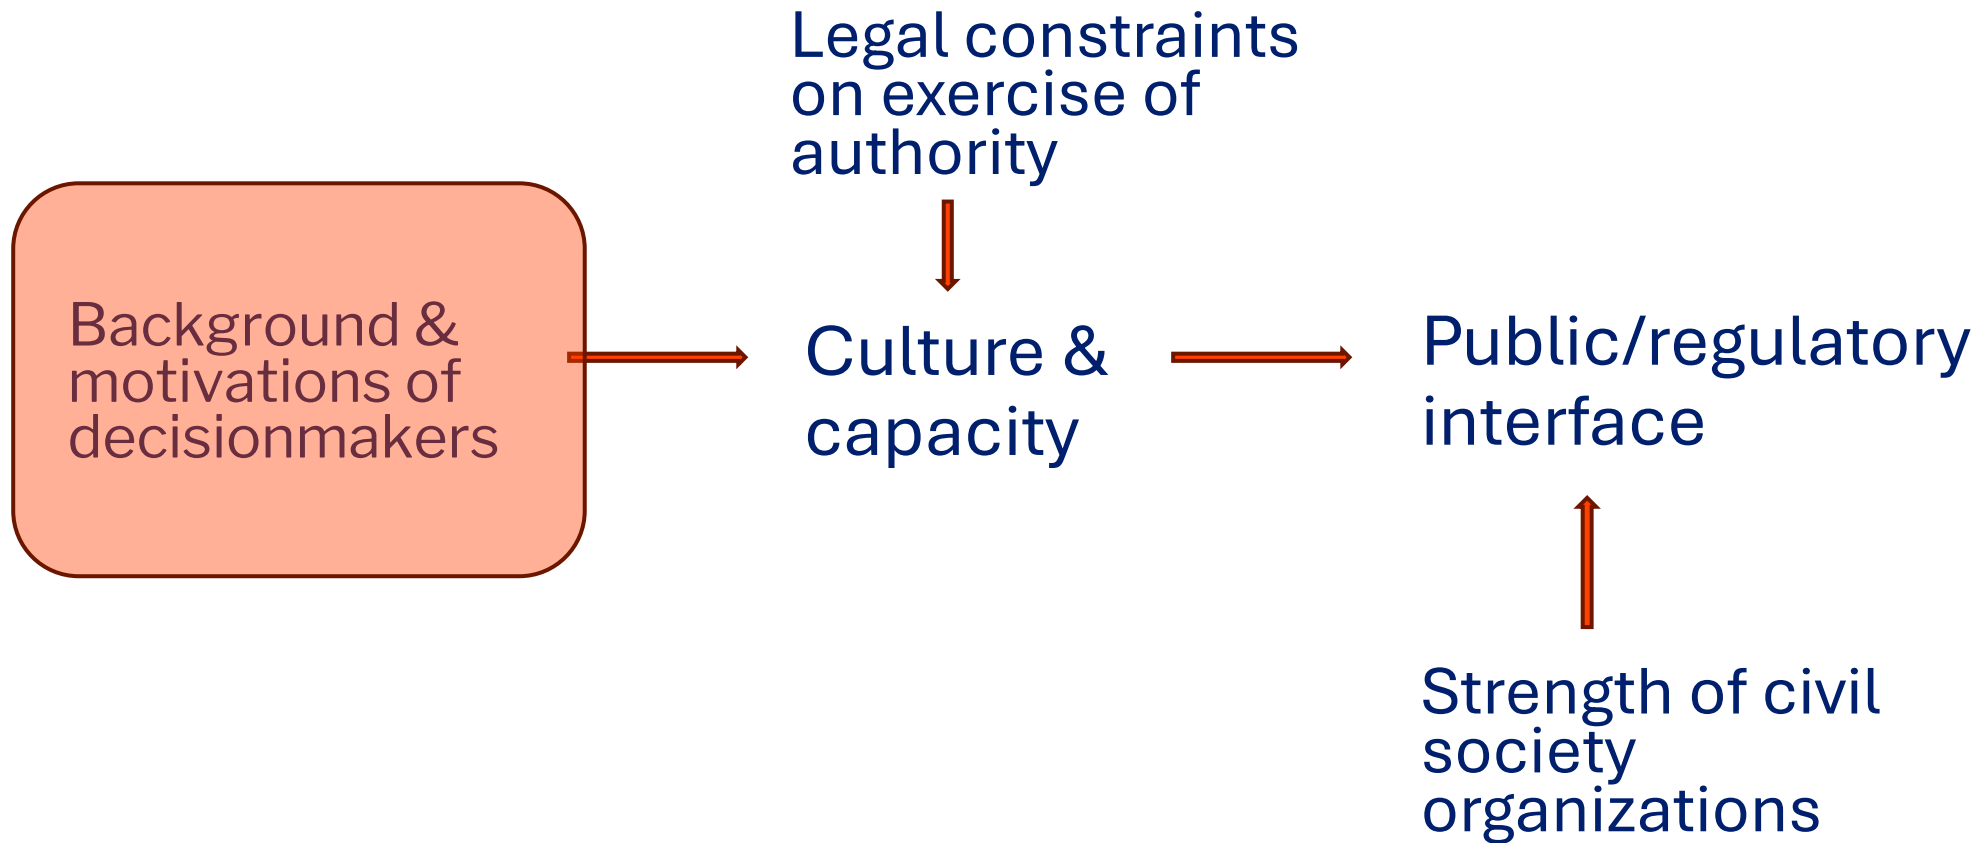 Legal constraints
on exercise of
authority
Background &
motivations of
decisionmakers
Culture &
capacity
Public/regulatory
interface
Strength of civil
society
organizations